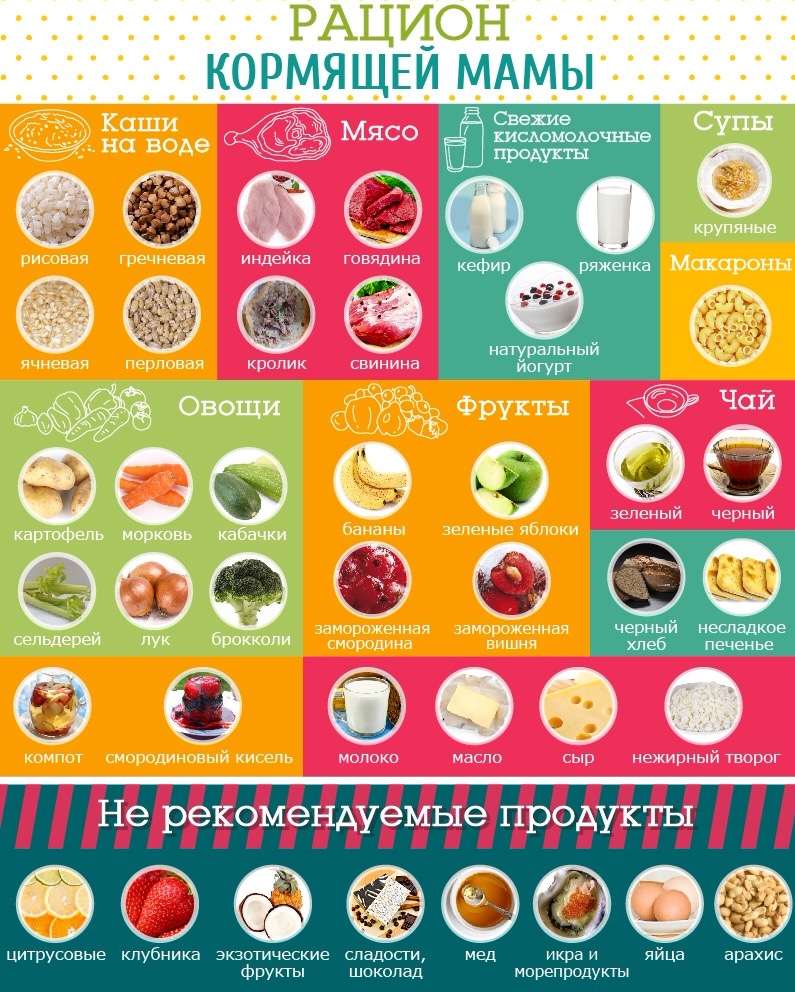 РАЦИОН
КОРМЯЩЕЙ МАМЫ
Каши
на воде
рисовая
гречневая
ячневая
перловая
Мясо
индейка
говядина
кролик
свинина
Свежие
кисломолочные
продукты
кефир
ряженка
натуральный
йогурт
Супы
крупяные
Макароны
Овощи
картофель
морковь
кабачки
сельдерей
лук
брокколи
Фрукты
бананы
зеленые яблоки
замороженная
смородина
замороженная
вишня
Чай
зеленый
черный
черный
хлеб
несладкое
печенье
компот
смородиновый кисель
молоко
масло
сыр
нежирный творог
Не рекомендуемые продукты
цитрусовые
клубника
экзотические
фрукты
сладости,
шоколад
мед
икра и
морепродукты
яйца
арахис